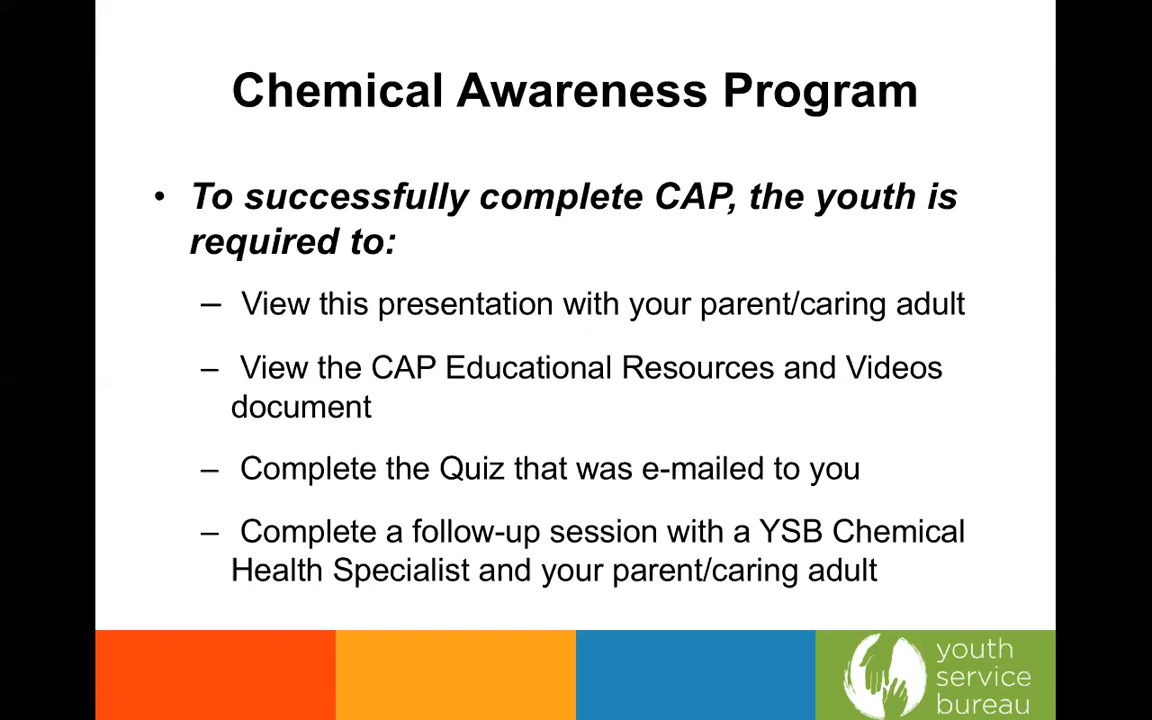 Chemical Awareness Program
• To successfully complete CAP, the youth is
required to:
– View this presentation with your parent/caring adult
– View the CAP Educational Resources and Videos
document
– Complete the Quiz that was e-mailed to you
– Complete a follow-up session with a YSB Chemical
Health Specialist and your parent/caring adult
youth
service
bureau